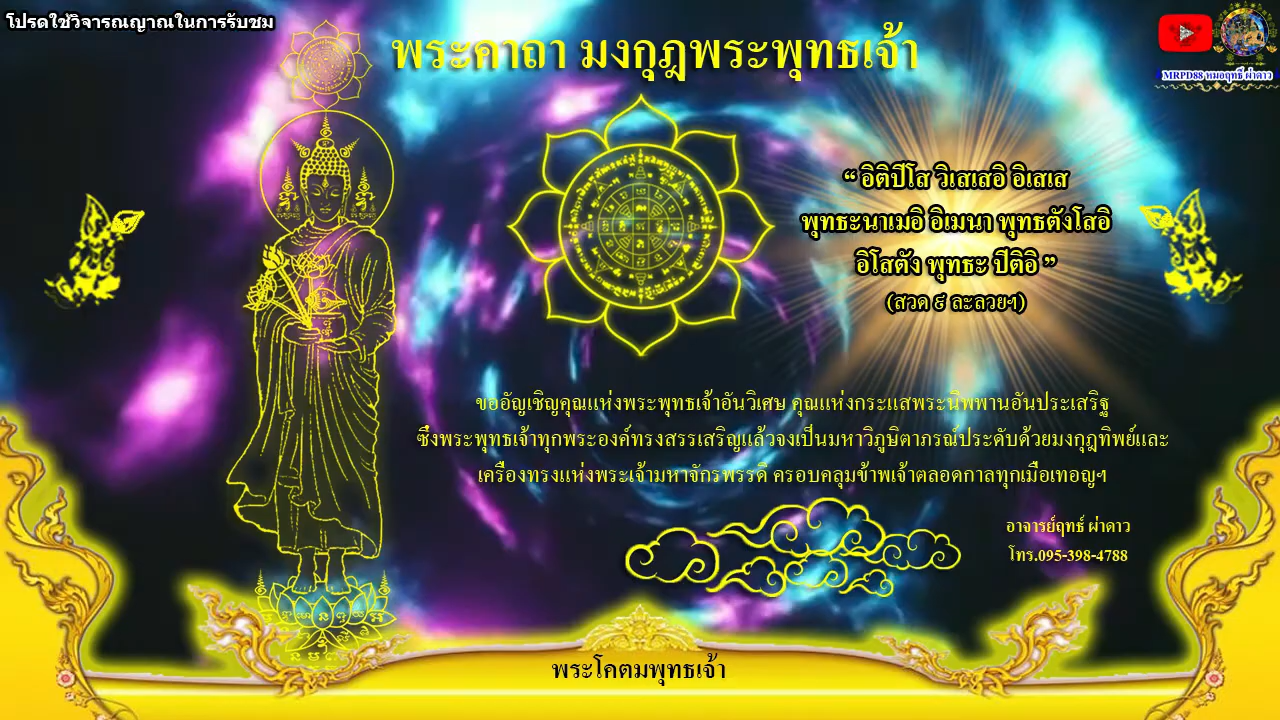 โปรดใช้วิจารณญาณในการรับชม
พระคาถา มงกุฎพระพุทธเจ้า
MRPD88 หมอฤทธิ์ ผ่าดาว
“ อิติปิโส วิเสเสอิ อิเสเส
พุทธะนาเมอิ อิเมนา พุทธตังโสอิ
อิโสตัง พุทธะ ปิติอิ ”
(สวด ๙ ละลวยฯ)
ขออัญเชิญคุณแห่งพระพุทธเจ้าอันวิเศษ คุณแห่งกระแสพระนิพพานอันประเสริฐ
ซึ่งพระพุทธเจ้าทุกพระองค์ทรงสรรเสริญแล้วจงเป็นมหาวิภูษิตาภรณ์ประดับด้วยมงกุฎทิพย์และ
เครื่องทรงแห่งพระเจ้ามหาจักรพรรดิ ครอบคลุมข้าพเจ้าตลอดกาลทุกเมื่อเทอญฯ
อาจารย์ฤทธ์ ผ่าดาว
โทร.095-398-4788
พระโคตมพุทธเจ้า